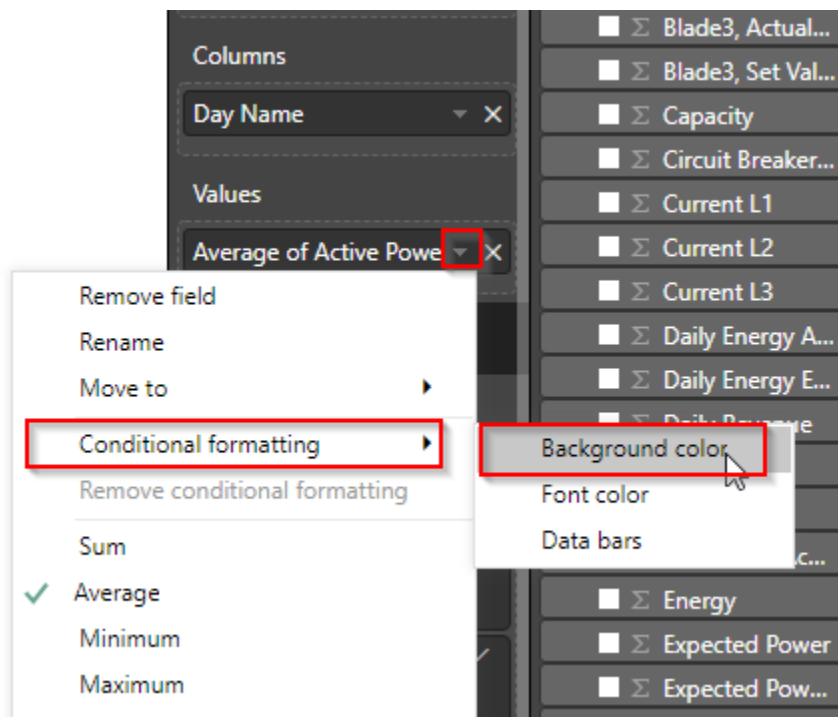 Columns
Day Name
Values
Average of Active Powe
Remove field
Rename
Move to
Conditional formatting
Remove conditional formatting
Sum
Average
Minimum
Maximum
Background color
Font color
Data bars
Σ Blade3, Actual...
Σ Blade3, Set Val...
Σ Capacity
Σ Circuit Breaker...
Σ Current L1
Σ Current L2
Σ Current L3
Σ Daily Energy A...
Σ Daily Energy E...
Daily Revenue
c...
Σ Energy
Σ Expected Power
Σ Expected Pow...